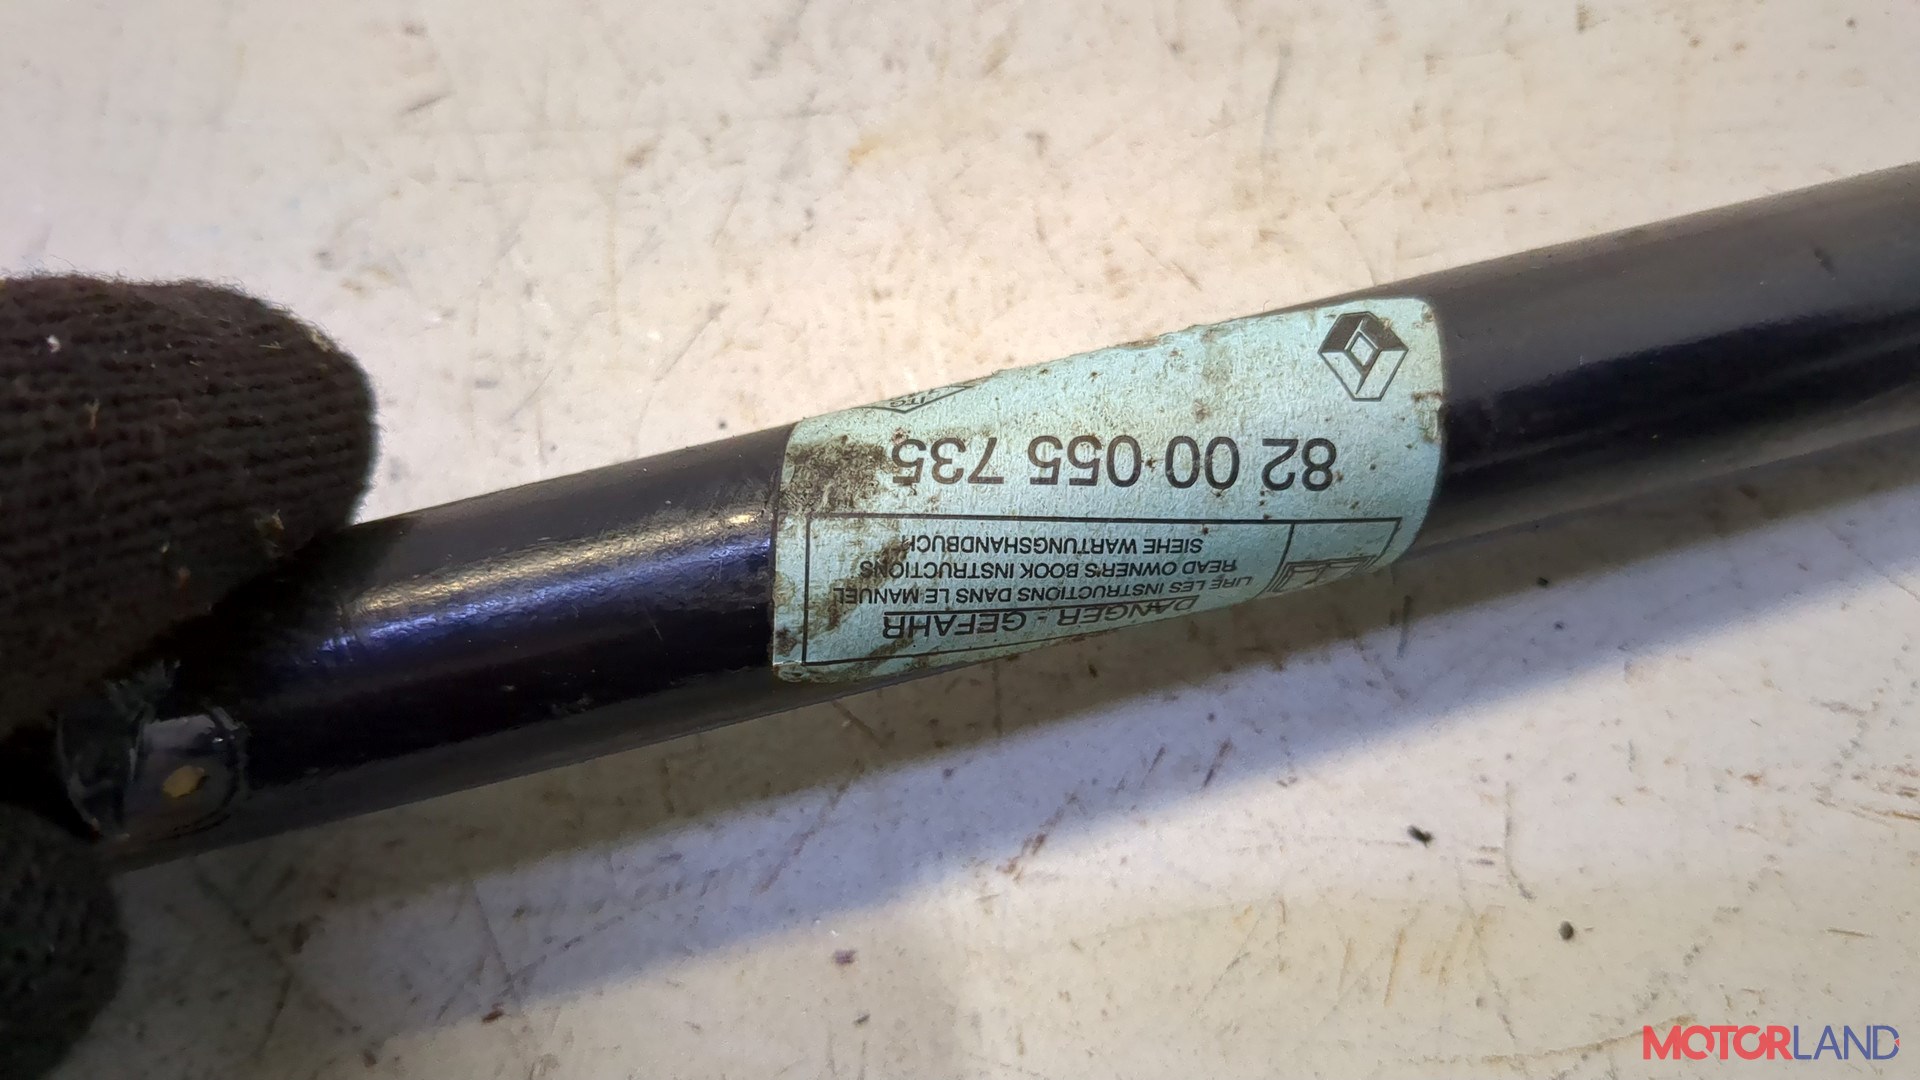 DANGER - GEFAHR
LIRE LES INSTRUCTIONS DANS LE MANUEL
READ OWNER'S BOOK INSTRUCTIONS
SIEHE WARTUNGSHANDBUCH
82 00 055 735
MOTORLAND